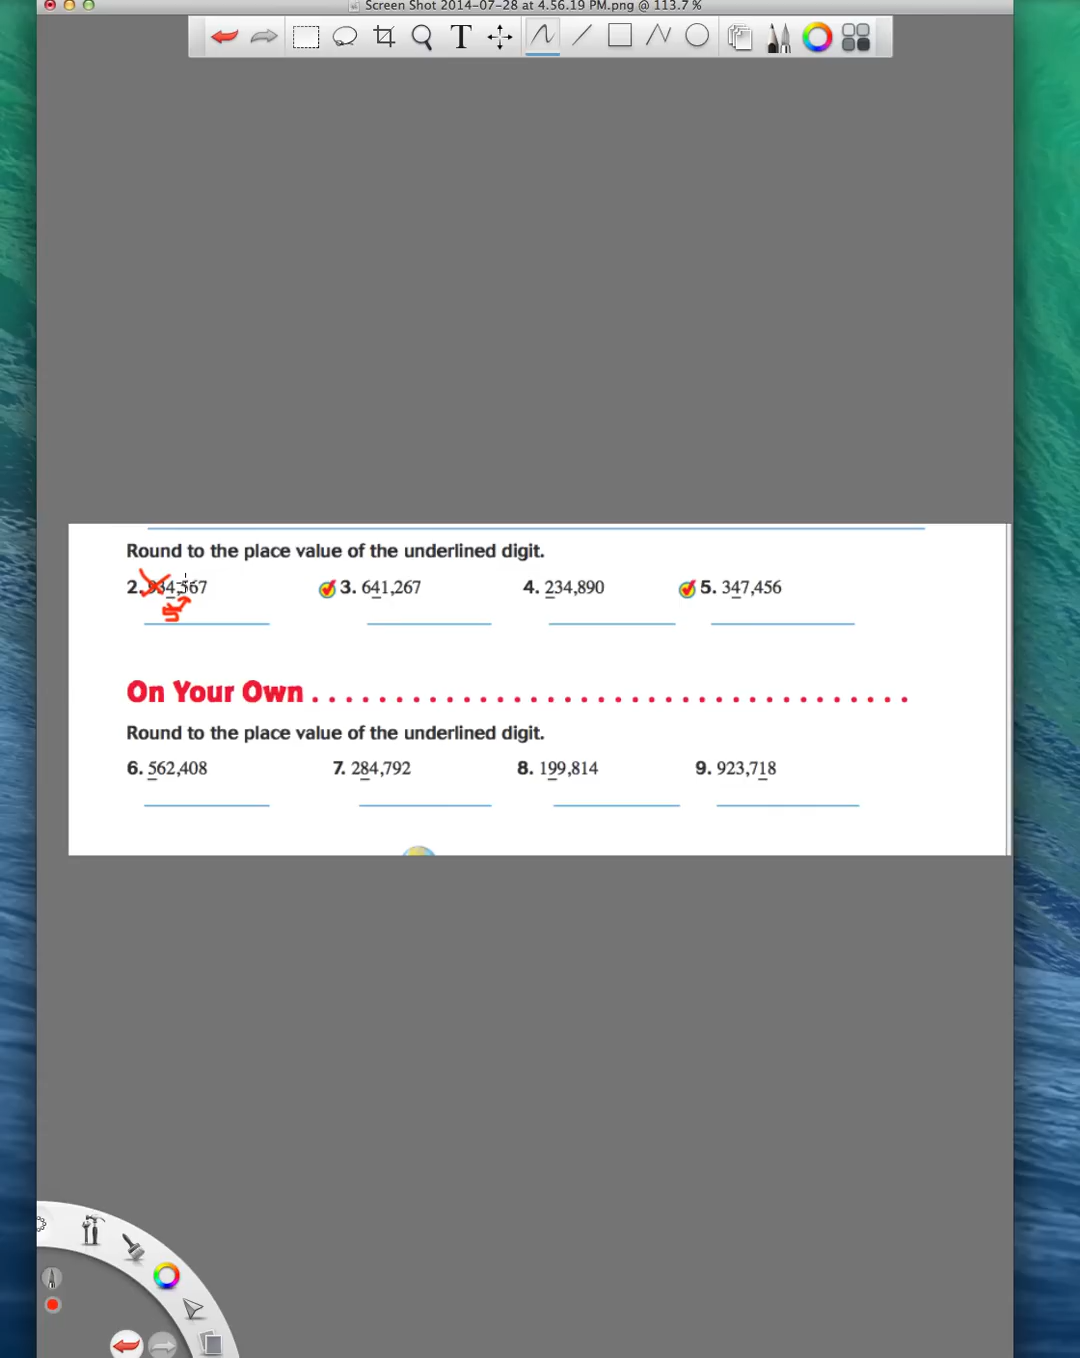 Screen Shot 2014-07-28 at 4.56.19 PM.png @ 113.7 %
T
Round to the place value of the underlined digit.
2. 934,567 3. 641,267 4. 234,890 5. 347,456
5
On Your Own
Round to the place value of the underlined digit.
6. 562,408 7. 284,792 8. 199,814 9. 923,718